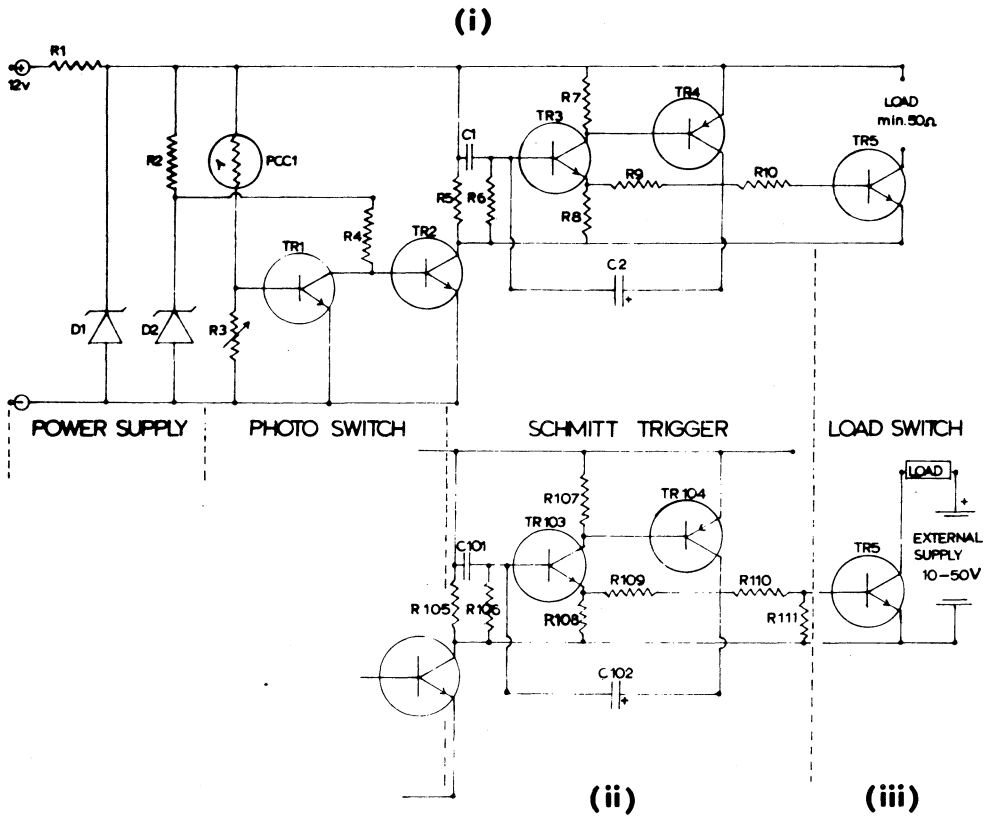 (i)
R1
12v
R2
PCC1
R4
R5
C1
R6
TR3
R7
R8
R9
TR4
R10
LOAD
min.50Ω
TR5
TR1
TR2
C2
+
D1
D2
R3
POWER SUPPLY
PHOTO SWITCH
SCHMITT TRIGGER
LOAD SWITCH
R107
TR103
TR104
C101
R105
R106
R108
R109
R110
R111
C102
+
TR5
LOAD
+
EXTERNAL
SUPPLY
10-50V
(ii)
(iii)